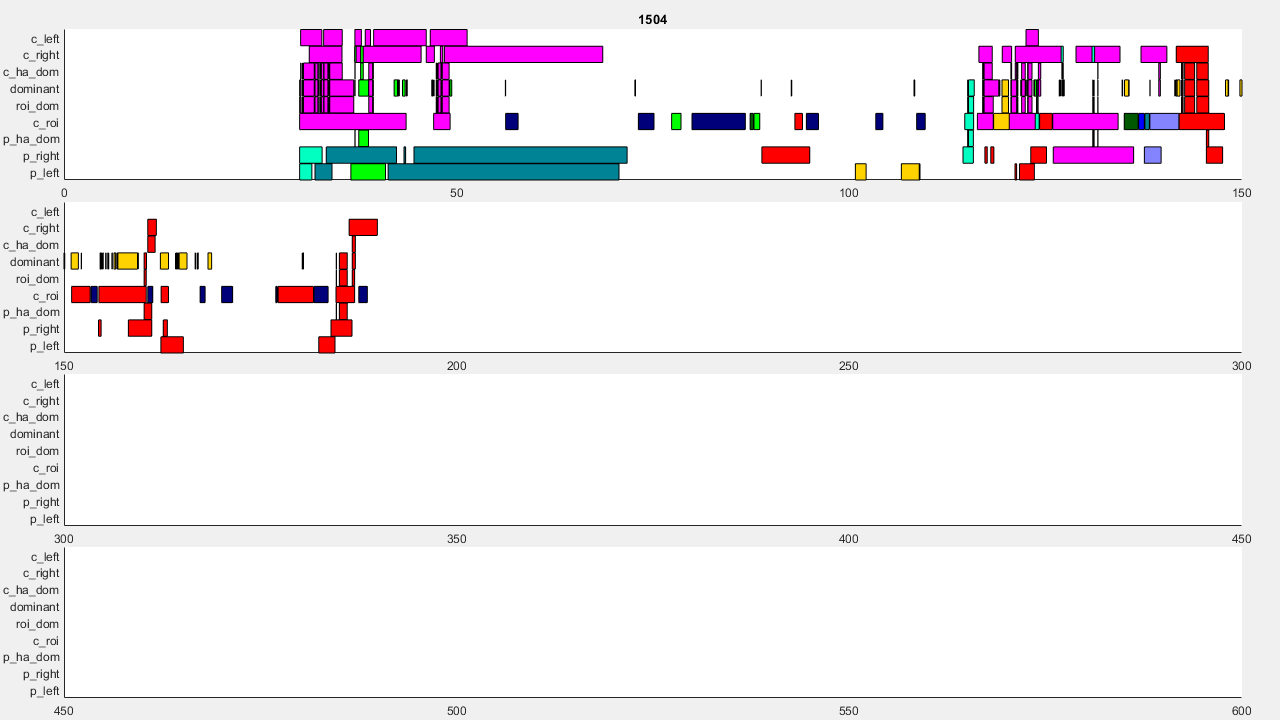 1504
c_left
c_right
c_ha_dom
dominant
roi_dom
c_roi
p_ha_dom
p_right
p_left
0 50 100 150
c_left
c_right
c_ha_dom
dominant
roi_dom
c_roi
p_ha_dom
p_right
p_left
150 200 250 300
c_left
c_right
c_ha_dom
dominant
roi_dom
c_roi
p_ha_dom
p_right
p_left
300 350 400 450
c_left
c_right
c_ha_dom
dominant
roi_dom
c_roi
p_ha_dom
p_right
p_left
450 500 550 600